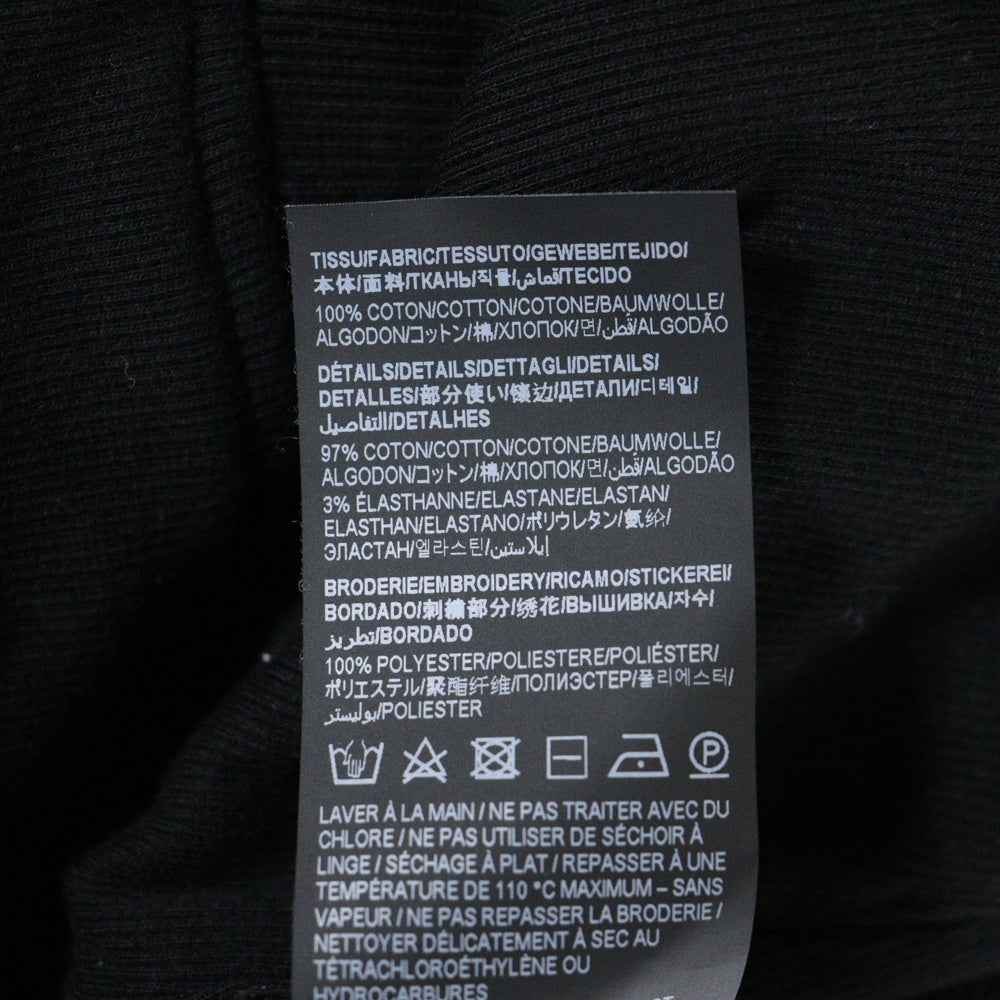 TISSU/FABRIC/TESSUTO/GEWEBE/TEJIDO/
本体/面料/ТКАНЬ/직물/قماش/TECIDO
100% COTON/COTTON/COTONE/BAUMWOLLE/
ALGODON/コットン/棉/ХЛОПОК/면/قطن/ALGODÃO
DÉTAILS/DETAILS/DETTAGLI/DETAILS/
DETALLES/部分使い/镶边/ДЕТАЛИ/디테일/
التفاصيل/DETALHES
97% COTON/COTTON/COTONE/BAUMWOLLE/
ALGODON/コットン/棉/ХЛОПОК/면/قطن/ALGODÃO
3% ÉLASTHANNE/ELASTANE/ELASTAN/
ELASTHAN/ELASTANO/ポリウレタン/氨纶/
ЭЛАСТАН/엘라스틴/إيلاستين
BRODERIE/EMBROIDERY/RICAMO/STICKEREI/
BORDADO/刺繍部分/绣花/ВЫШИВКА/자수/
تطريز/BORDADO
100% POLYESTER/POLIESTERE/POLIÉSTER/
ポリエステル/聚酯纤维/ПОЛИЭСТЕР/폴리에스터/
بوليستر/POLIESTER
P
LAVER À LA MAIN / NE PAS TRAITER AVEC DU
CHLORE / NE PAS UTILISER DE SÉCHOIR À
LINGE / SÉCHAGE À PLAT / REPASSER À UNE
TEMPÉRATURE DE 110 °C MAXIMUM – SANS
VAPEUR / NE PAS REPASSER LA BRODERIE /
NETTOYER DÉLICATEMENT À SEC AU
TÉTRACHLOROÉTHYLÈNE OU
HYDROCARBURES